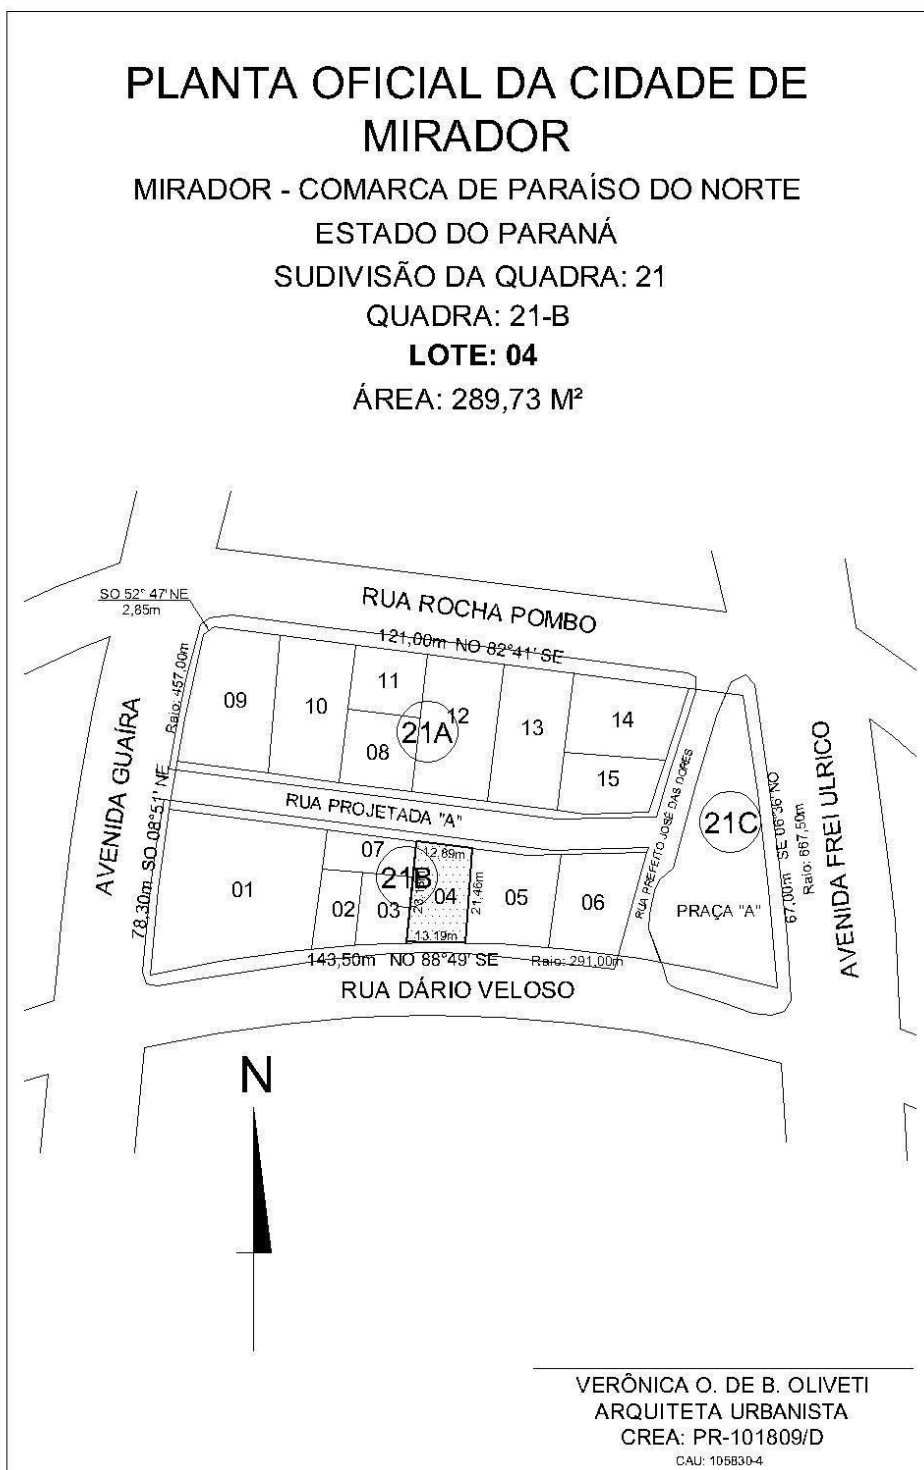 PLANTA OFICIAL DA CIDADE DE
MIRADOR
MIRADOR - COMARCA DE PARAÍSO DO NORTE
ESTADO DO PARANÁ
SUDIVISÃO DA QUADRA: 21
QUADRA: 21-B
LOTE: 04
ÁREA: 289,73 M²
SO 52° 47' NE
2,85m
RUA ROCHA POMBO
121,00m NO 82°41' SE
Raio: 457,00m
09
10
11
12
13
14
08
21A
15
AVENIDA GUAÍRA
78,30m SO 08°51' NE
RUA PROJETADA "A"
RUA PREFEITO JOSÉ DAS DORES
21C
PRAÇA "A"
67,00m SE 06°36' NO
Raio: 667,50m
AVENIDA FREI ULRICO
01
07
02
03
21B
12,89m
04
21,46m
13,19m
05
06
143,50m NO 88°49' SE
Raio: 291,00m
RUA DÁRIO VELOSO
N
VERÔNICA O. DE B. OLIVETI
ARQUITETA URBANISTA
CREA: PR-101809/D
CAU: 105830-4